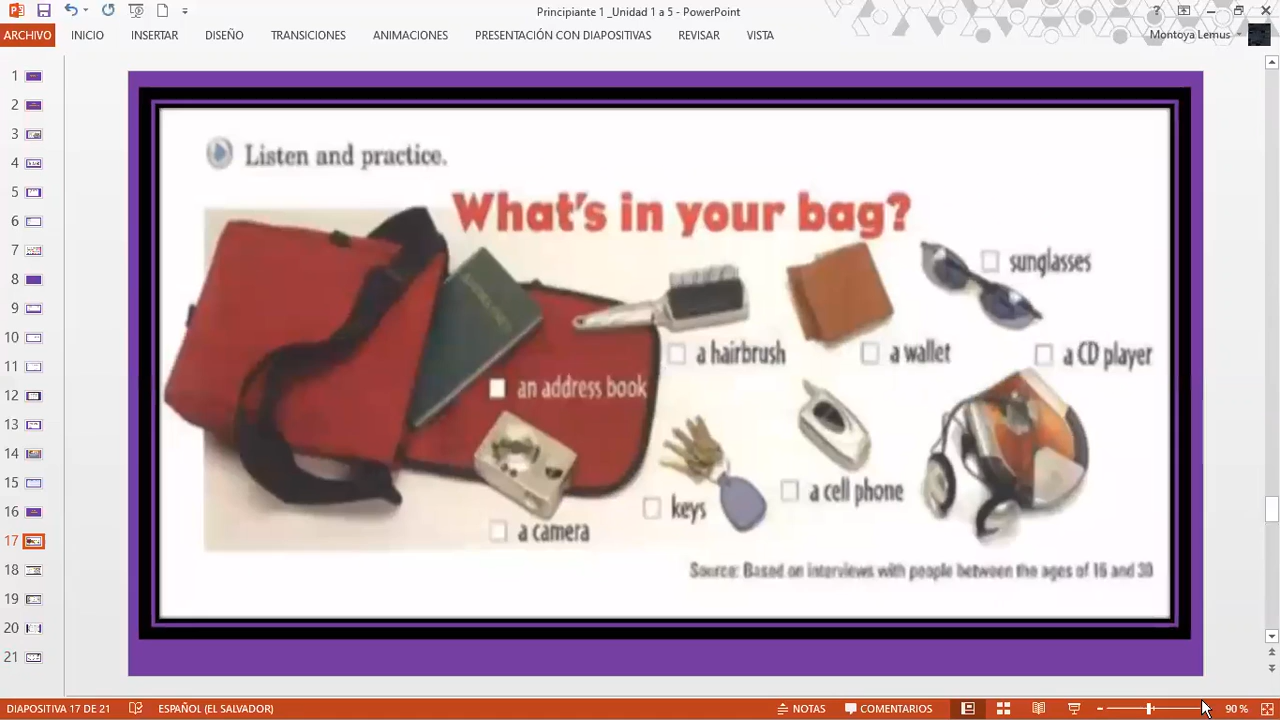 Principiante 1 _Unidad 1 a 5 - PowerPoint
ARCHIVO INICIO INSERTAR DISEÑO TRANSICIONES ANIMACIONES PRESENTACIÓN CON DIAPOSITIVAS REVISAR VISTA
Montoya Lemus
1
2
3
4
5
6
7
8
9
10
11
12
13
14
15
16
17
18
19
20
21
Listen and practice.
What's in your bag?
sunglasses
a hairbrush
a wallet
a CD player
an address book
a cell phone
keys
a camera
Source: Based on interviews with people between the ages of 16 and 30
DIAPOSITIVA 17 DE 21 ESPAÑOL (EL SALVADOR) NOTAS COMENTARIOS 90 %